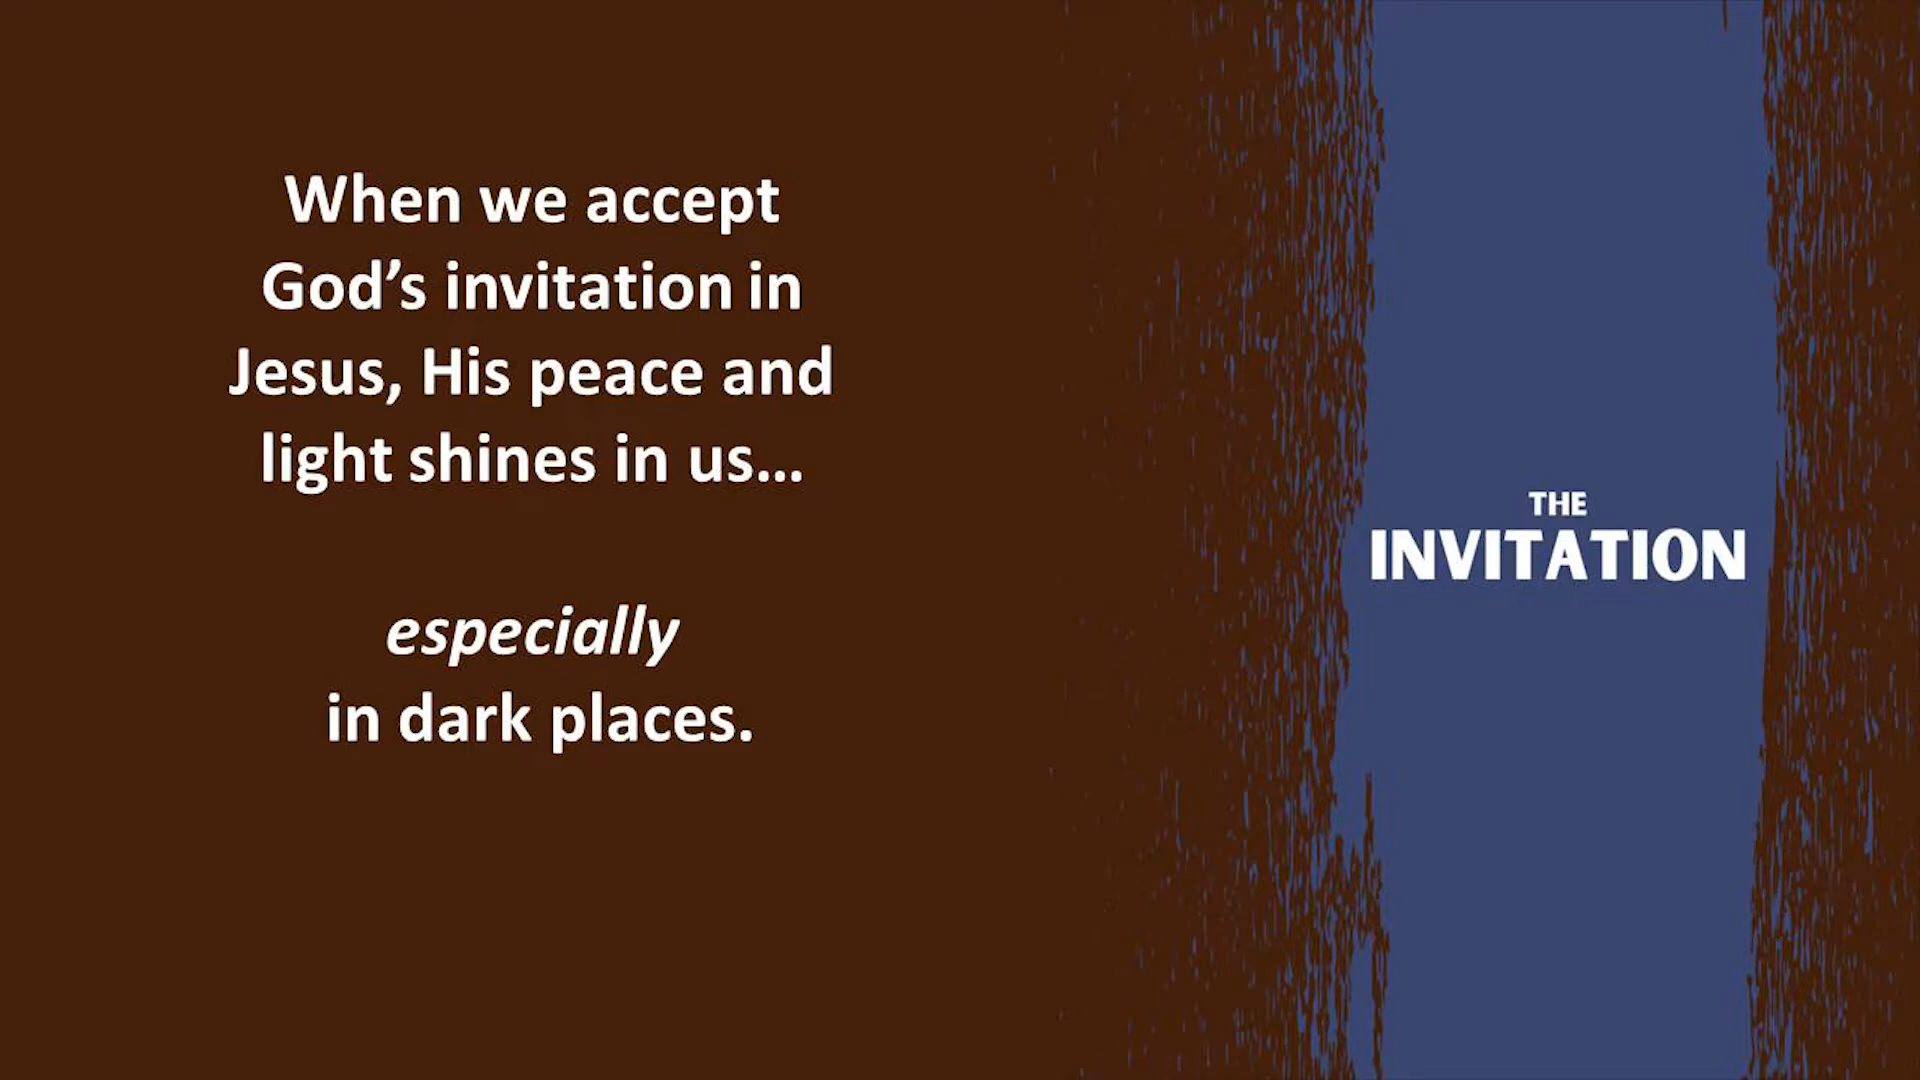 When we accept
God’s invitation in
Jesus, His peace and
light shines in us…
especially
in dark places.
THE
INVITATION